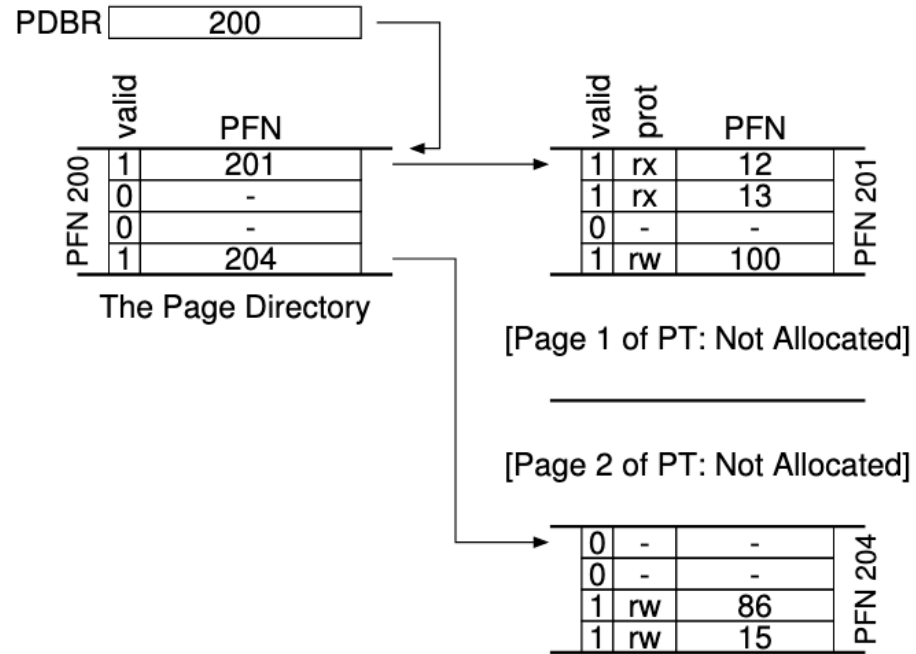 PDBR 200
valid PFN
PFN 200
1 201
0 -
0 -
1 204
The Page Directory
valid prot PFN
1 rx 12
1 rx 13
0 - -
1 rw 100
PFN 201
[Page 1 of PT: Not Allocated]
[Page 2 of PT: Not Allocated]
0 - -
0 - -
1 rw 86
1 rw 15
PFN 204